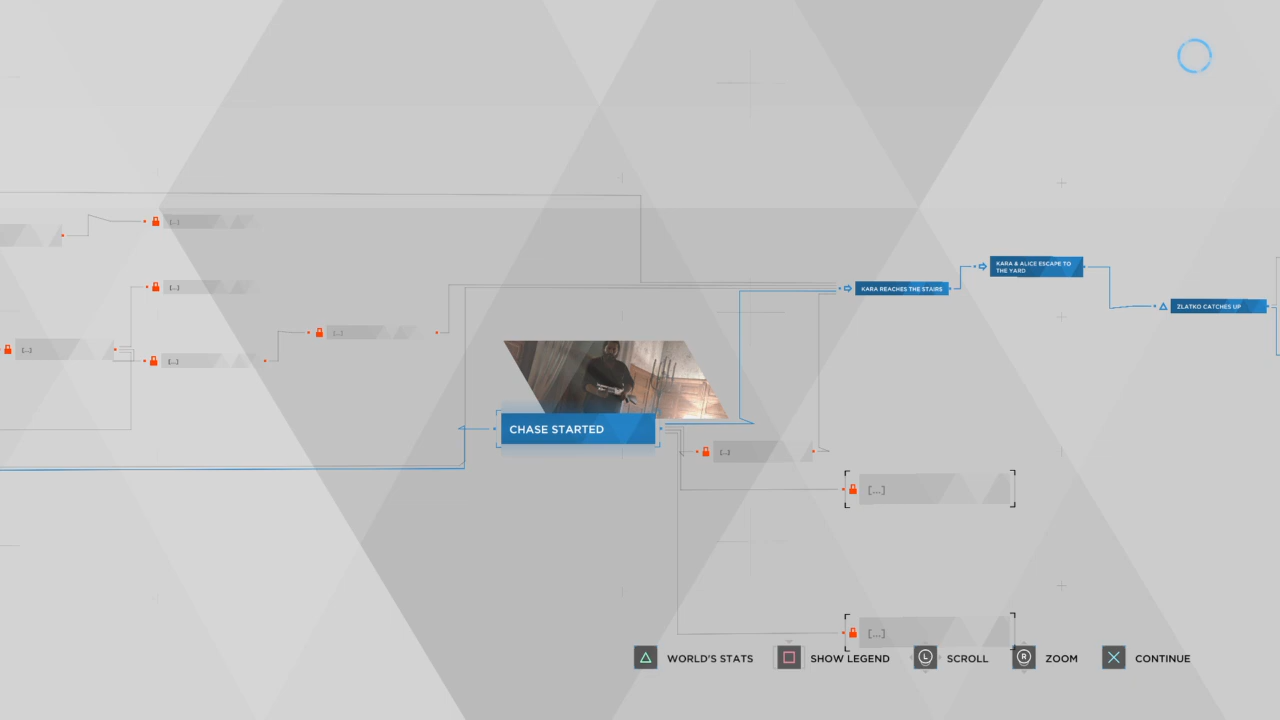 [...]
KARA & ALICE ESCAPE TO
THE YARD
[...]
KARA REACHES THE STAIRS
ZLATKO CATCHES UP
[...]
[...]
[...]
CHASE STARTED
[...]
[...]
[...]
WORLD'S STATS
SHOW LEGEND
L
SCROLL
R
ZOOM
CONTINUE